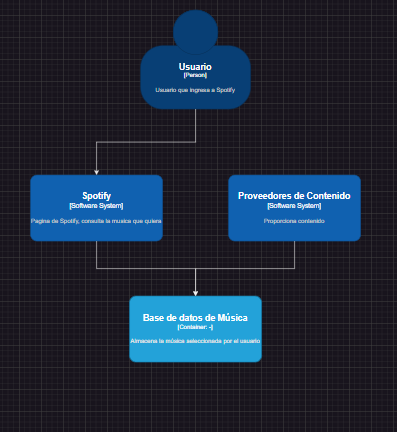 Usuario
[Person]
Usuario que ingresa a Spotify
Spotify
[Software System]
Pagina de Spotify, consulta la musica que quiera
Proveedores de Contenido
[Software System]
Proporciona contenido
Base de datos de Música
[Container: -]
Almacena la música seleccionada por el usuario